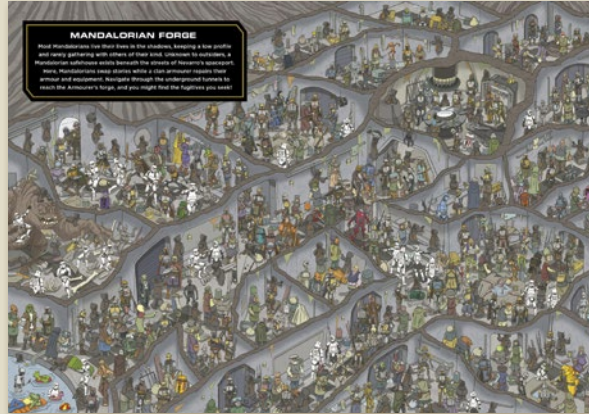 MANDALORIAN FORGE
Most Mandalorians live their lives in the shadows, keeping a low profile
and rarely gathering with others of their kind. Unknown to outsiders, a
Mandalorian safehouse exists beneath the streets of Nevarro's spaceport.
Here, Mandalorians swap stories while a clan armourer repairs their
armour and equipment. Navigate through the underground tunnels to
reach the Armourer's forge, and you might find the fugitives you seek!